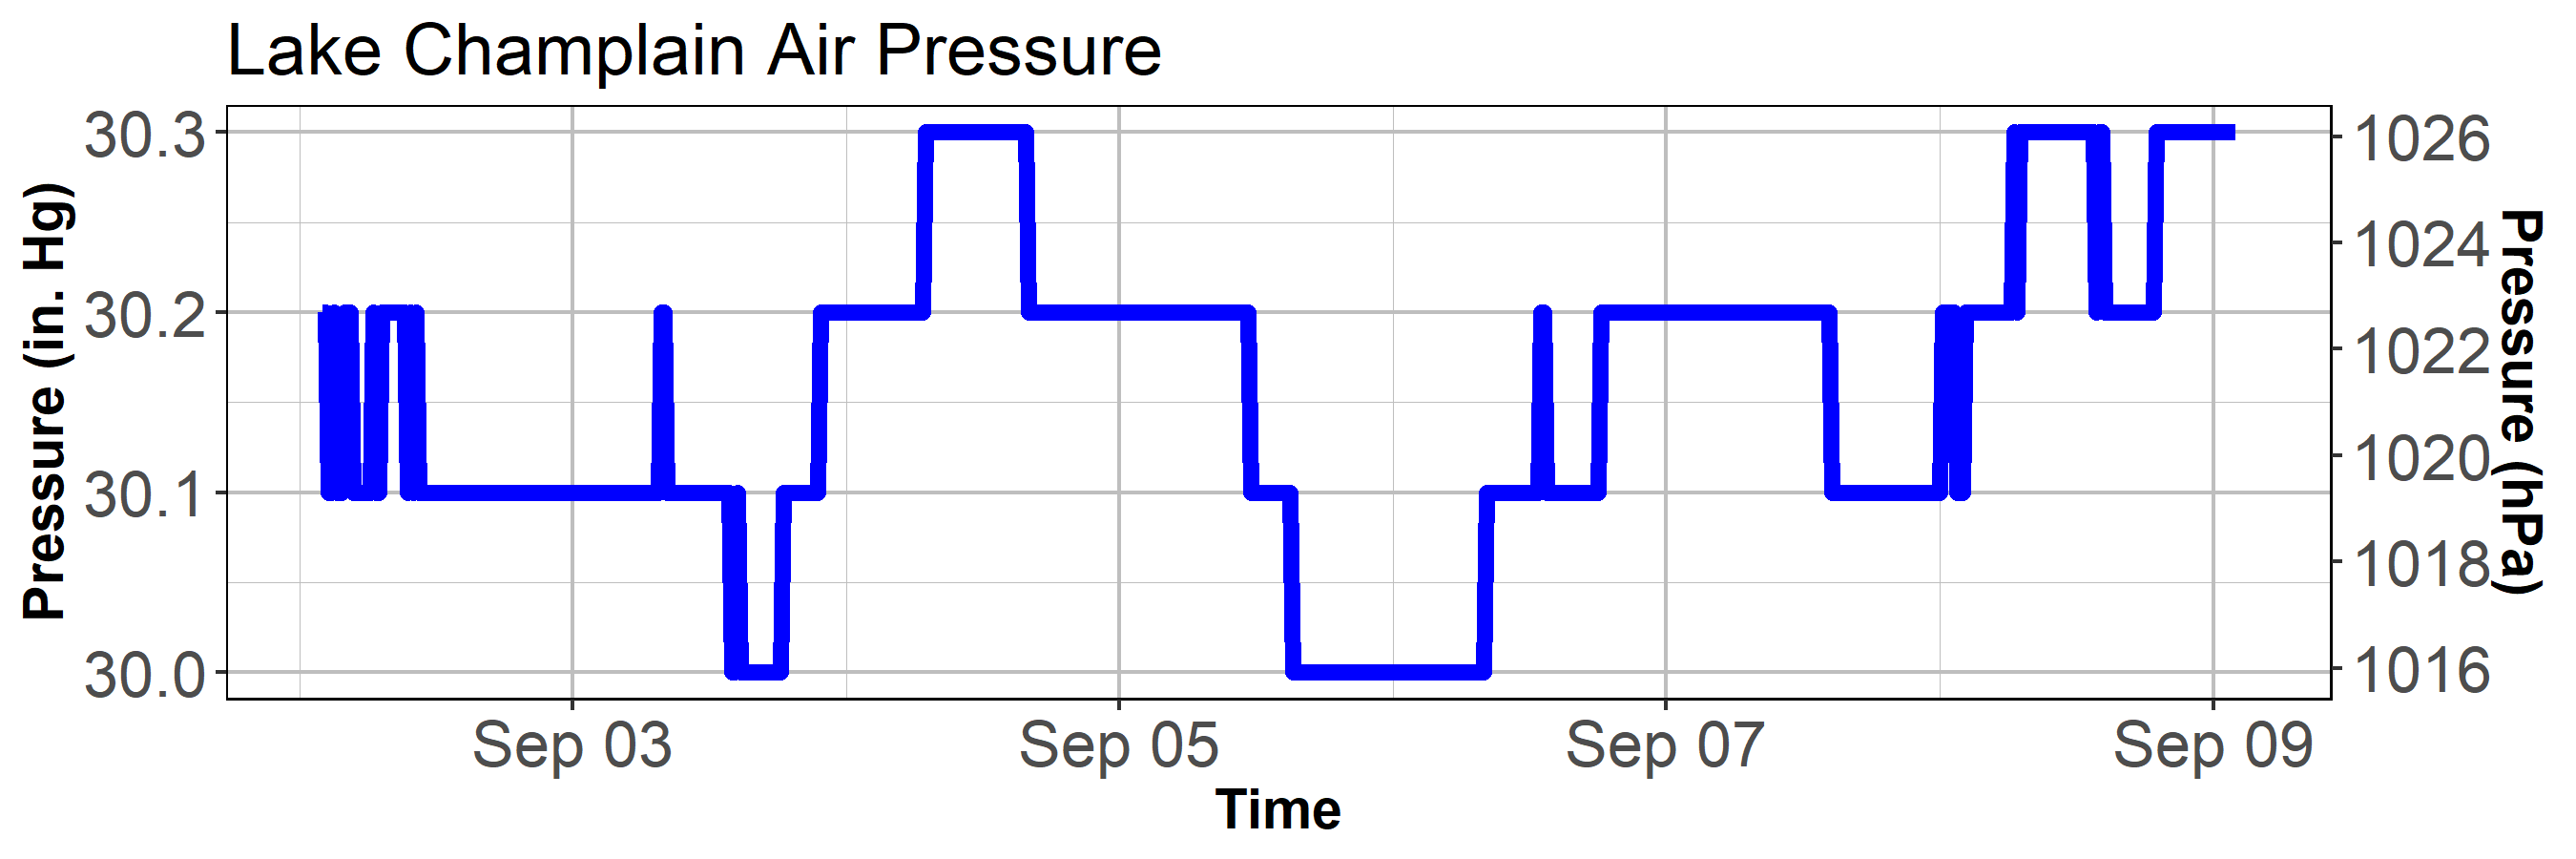 Lake Champlain Air Pressure
Pressure (in. Hg)
30.3
30.2
30.1
30.0
1026
1024
1022
1020
1018
1016
Pressure (hPa)
Sep 03 Sep 05 Sep 07 Sep 09
Time